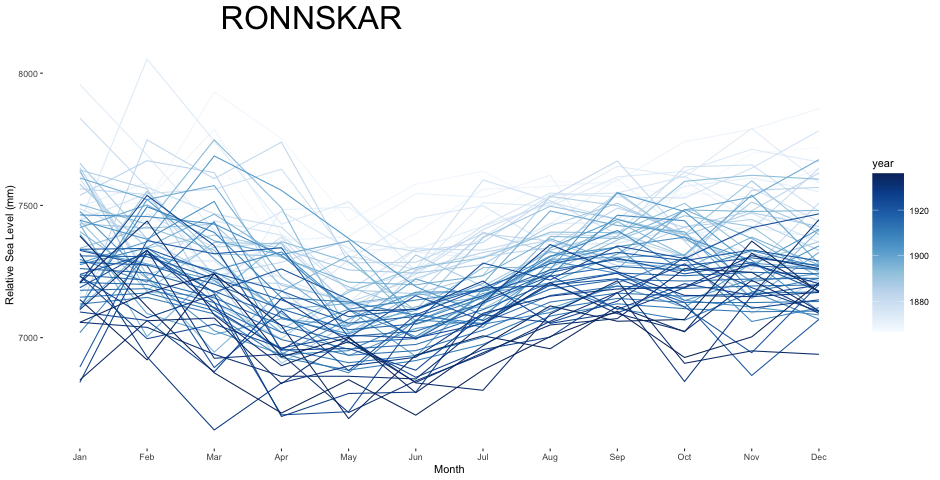 RONNSKAR
8000
7500
7000
Relative Sea Level (mm)
Jan Feb Mar Apr May Jun Jul Aug Sep Oct Nov Dec
Month
year
1920
1900
1880